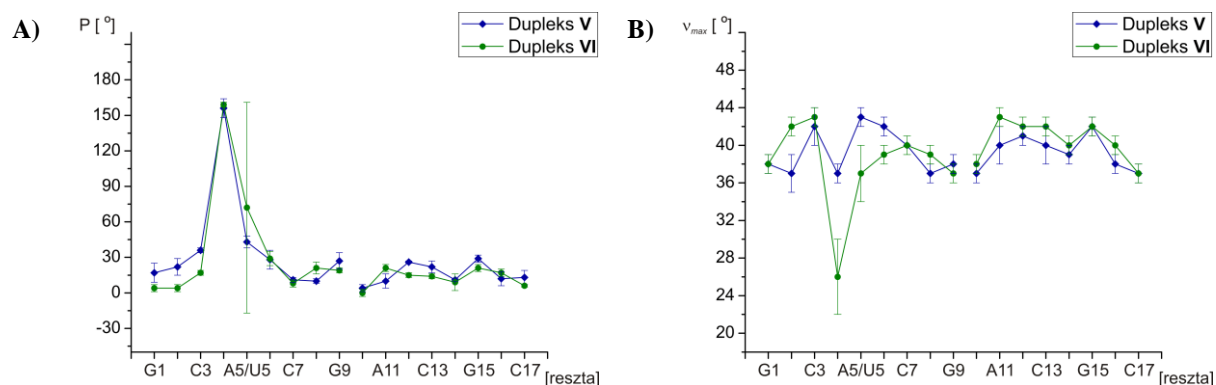 A)
P [ °]
Dupleks V
Dupleks VI
180
150
120
90
60
30
0
-30
G1 C3 A5/U5 C7 G9 A11 C13 G15 C17 [reszta]
B)
νmax [ °]
Dupleks V
Dupleks VI
48
44
40
36
32
28
24
20
G1 C3 A5/U5 C7 G9 A11 C13 G15 C17 [reszta]